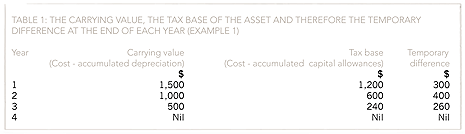 TABLE 1: THE CARRYING VALUE, THE TAX BASE OF THE ASSET AND THEREFORE THE TEMPORARY
DIFFERENCE AT THE END OF EACH YEAR (EXAMPLE 1)
Year Carrying value Tax base Temporary
(Cost - accumulated depreciation) (Cost - accumulated capital allowances) difference
$ $ $
1 1,500 1,200 300
2 1,000 600 400
3 500 240 260
4 Nil Nil Nil